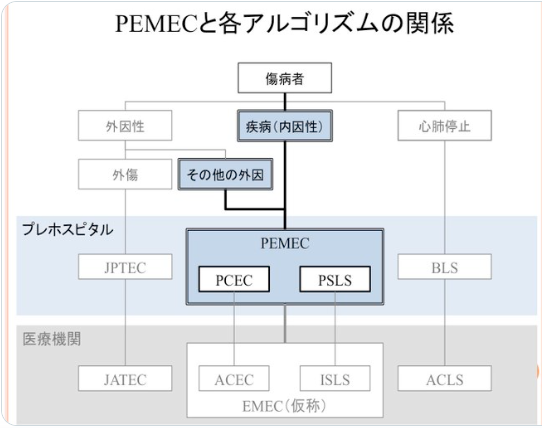 PEMECと各アルゴリズムの関係
傷病者
外因性
疾病(内因性)
心肺停止
外傷
その他の外因
プレホスピタル
PEMEC
JPTEC
PCEC
PSLS
BLS
医療機関
JATEC
ACEC
ISLS
ACLS
EMEC(仮称)